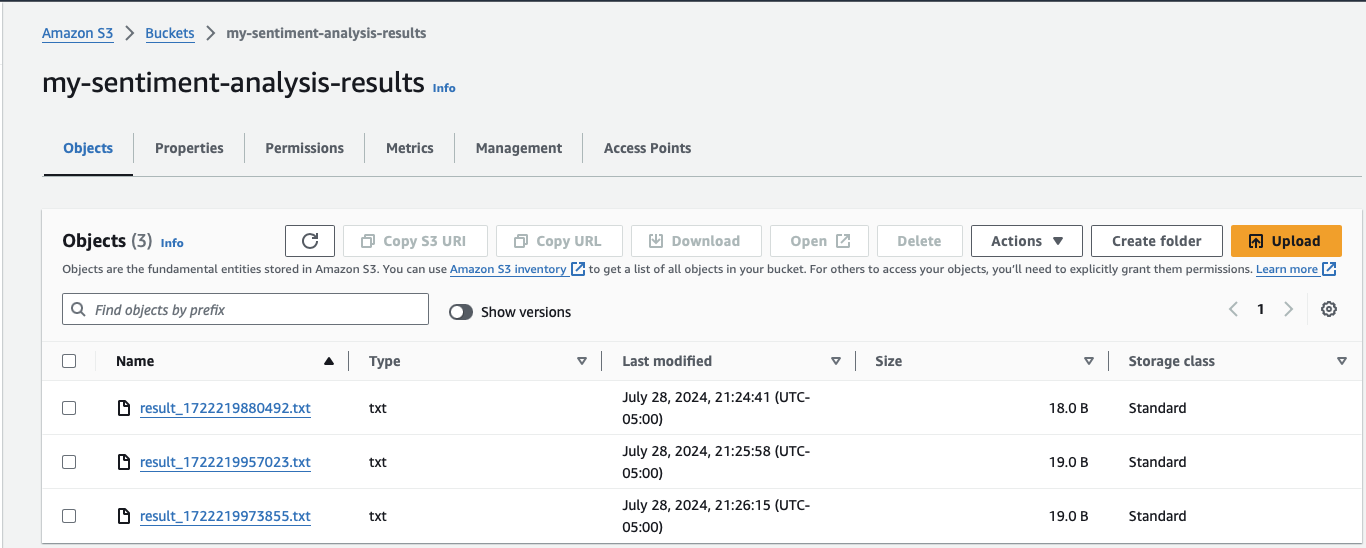 Amazon S3 > Buckets > my-sentiment-analysis-results
my-sentiment-analysis-results Info
Objects Properties Permissions Metrics Management Access Points
Objects (3) Info Copy S3 URI Copy URL Download Open Delete Actions Create folder Upload
Objects are the fundamental entities stored in Amazon S3. You can use Amazon S3 inventory to get a list of all objects in your bucket. For others to access your objects, you'll need to explicitly grant them permissions. Learn more
Find objects by prefix Show versions 1
Name Type Last modified Size Storage class
result_1722219880492.txt txt July 28, 2024, 21:24:41 (UTC-
05:00) 18.0 B Standard
result_1722219957023.txt txt July 28, 2024, 21:25:58 (UTC-
05:00) 19.0 B Standard
result_1722219973855.txt txt July 28, 2024, 21:26:15 (UTC-
05:00) 19.0 B Standard